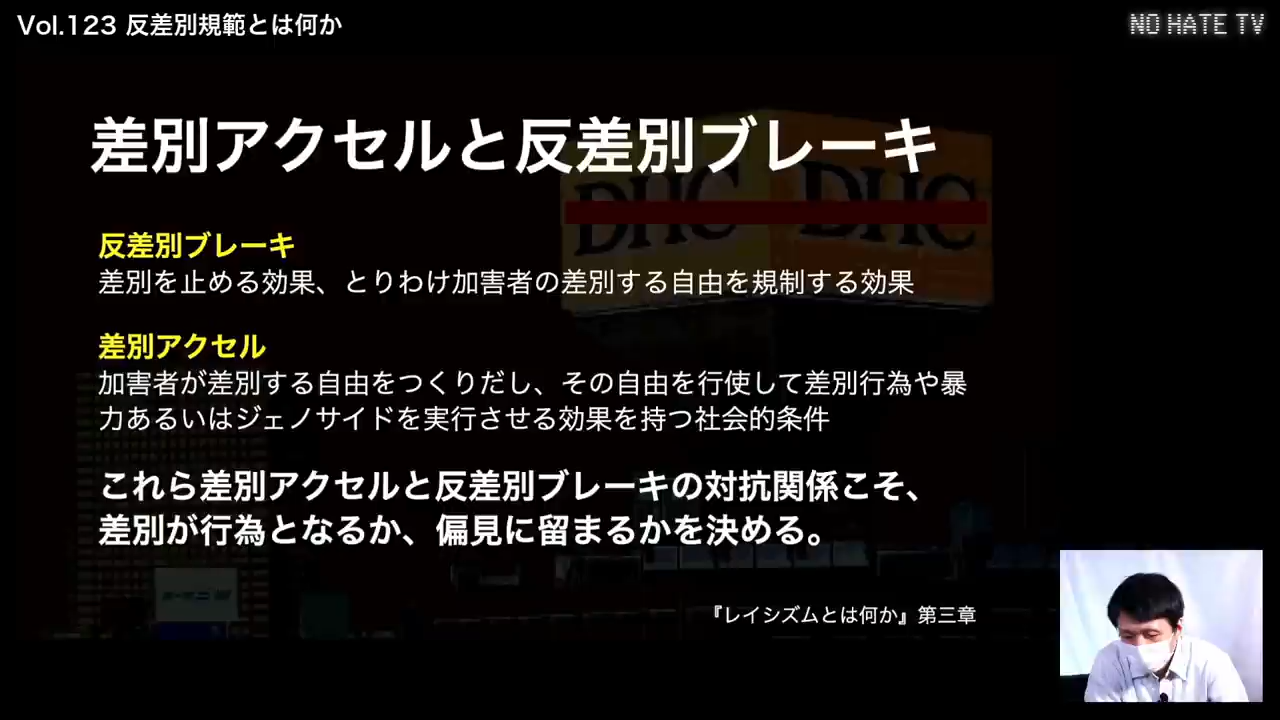 Vol.123 反差別規範とは何か
NO HATE TV
差別アクセルと反差別ブレーキ
DHC DHC
反差別ブレーキ
差別を止める効果、とりわけ加害者の差別する自由を規制する効果
差別アクセル
加害者が差別する自由をつくりだし、その自由を行使して差別行為や暴
力あるいはジェノサイドを実行させる効果を持つ社会的条件
これら差別アクセルと反差別ブレーキの対抗関係こそ、
差別が行為となるか、偏見に留まるかを決める。
『レイシズムとは何か』第三章